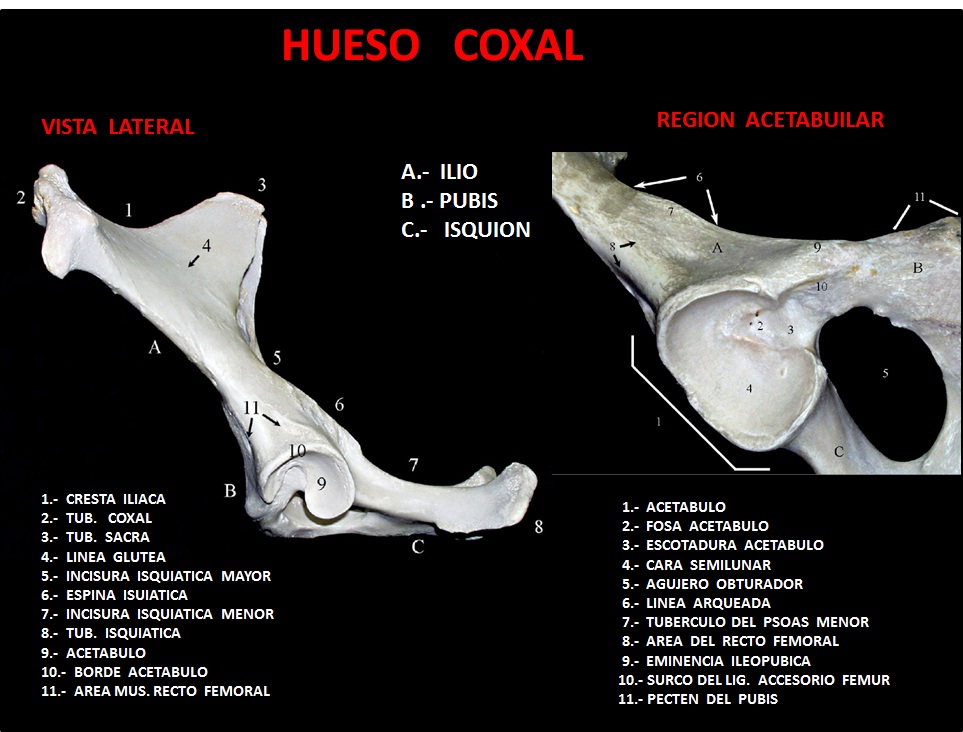 HUESO COXAL
VISTA LATERAL
REGION ACETABUILAR
A.- ILIO
B .- PUBIS
C.- ISQUION
2
1
3
4
A
5
6
11
10
9
7
B
C
8
6
7
11
8
A
9
B
10
2
3
4
5
1
C
1.- CRESTA ILIACA
2.- TUB. COXAL
3.- TUB. SACRA
4.- LINEA GLUTEA
5.- INCISURA ISQUIATICA MAYOR
6.- ESPINA ISUIATICA
7.- INCISURA ISQUIATICA MENOR
8.- TUB. ISQUIATICA
9.- ACETABULO
10.- BORDE ACETABULO
11.- AREA MUS. RECTO FEMORAL
1.- ACETABULO
2.- FOSA ACETABULO
3.- ESCOTADURA ACETABULO
4.- CARA SEMILUNAR
5.- AGUJERO OBTURADOR
6.- LINEA ARQUEADA
7.- TUBERCULO DEL PSOAS MENOR
8.- AREA DEL RECTO FEMORAL
9.- EMINENCIA ILEOPUBICA
10.- SURCO DEL LIG. ACCESORIO FEMUR
11.- PECTEN DEL PUBIS